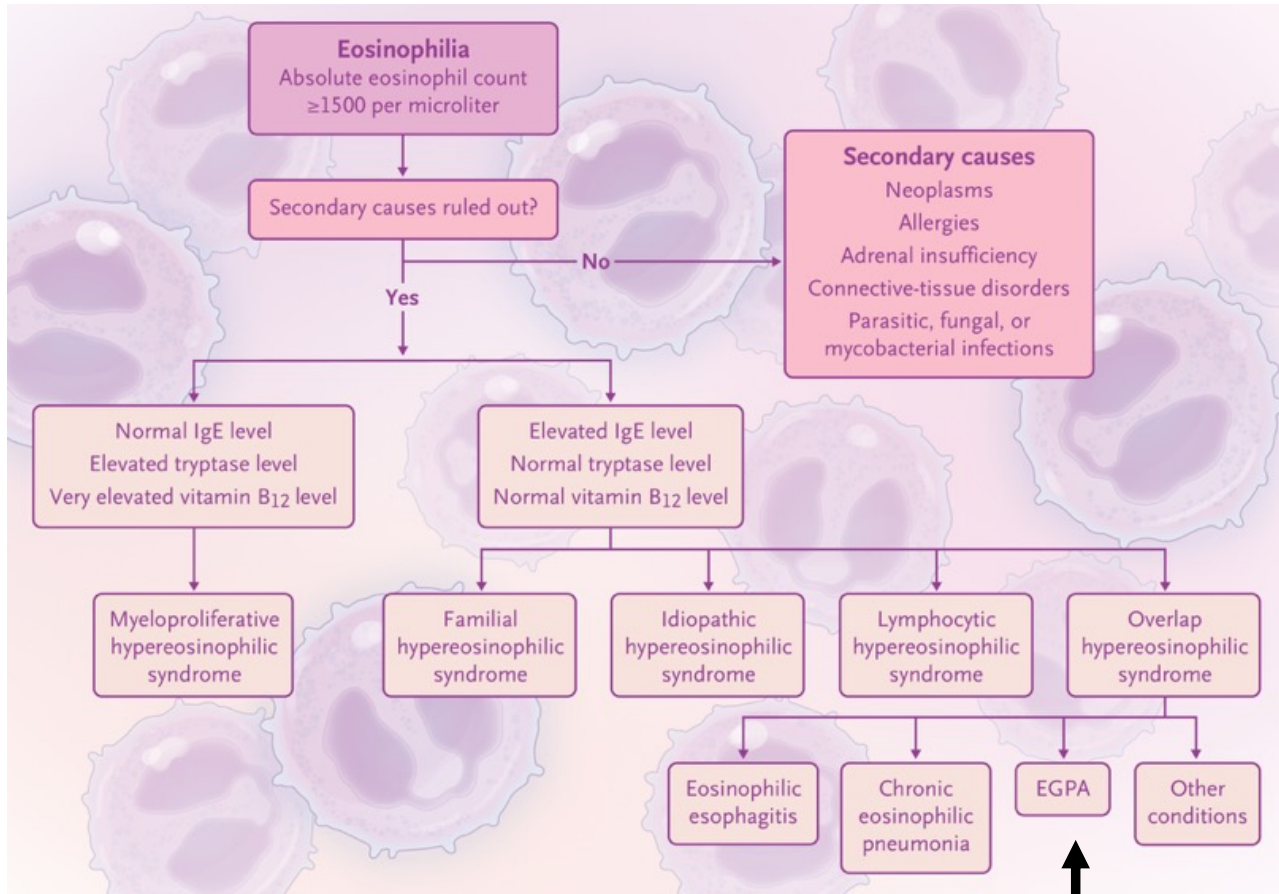 Eosinophilia
Absolute eosinophil count
≥1500 per microliter
Secondary causes ruled out?
No
Secondary causes
Neoplasms
Allergies
Adrenal insufficiency
Connective-tissue disorders
Parasitic, fungal, or
mycobacterial infections
Yes
Normal IgE level
Elevated tryptase level
Very elevated vitamin B₁₂ level
Elevated IgE level
Normal tryptase level
Normal vitamin B₁₂ level
Myeloproliferative
hypereosinophilic
syndrome
Familial
hypereosinophilic
syndrome
Idiopathic
hypereosinophilic
syndrome
Lymphocytic
hypereosinophilic
syndrome
Overlap
hypereosinophilic
syndrome
Eosinophilic
esophagitis
Chronic
eosinophilic
pneumonia
EGPA
Other
conditions